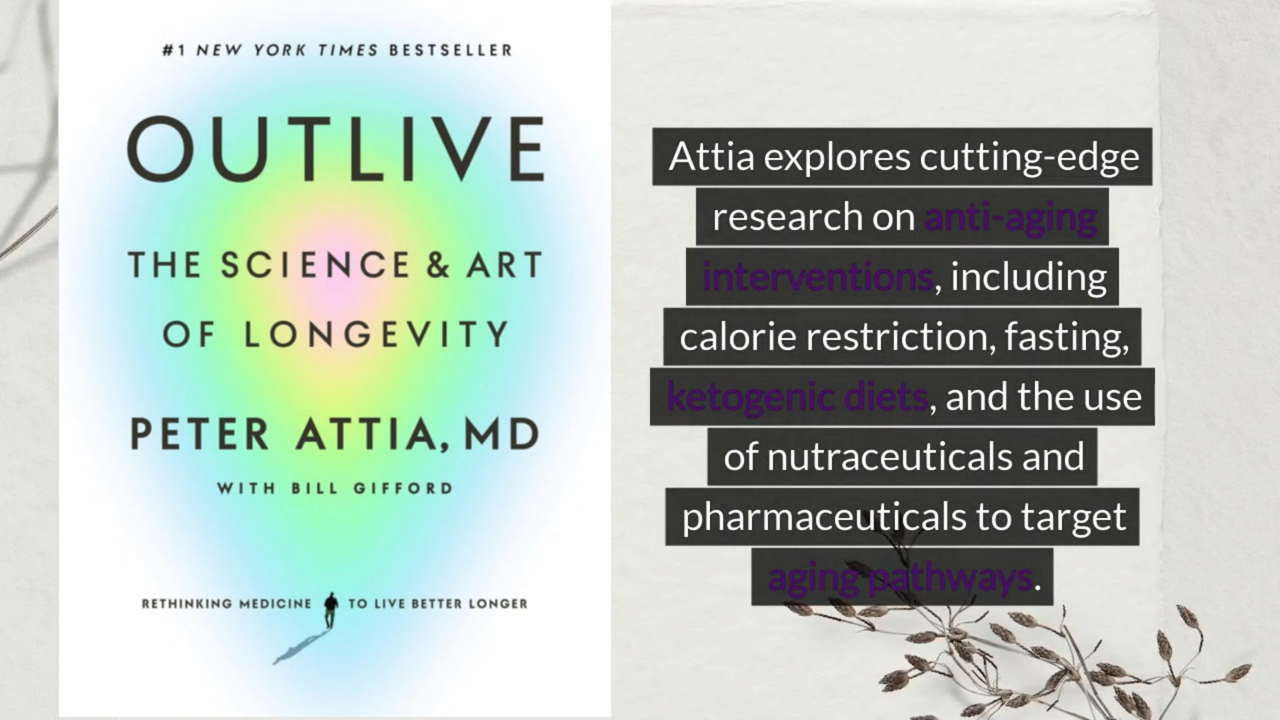 #1 NEW YORK TIMES BESTSELLER
OUTLIVE
THE SCIENCE & ART
OF LONGEVITY
PETER ATTIA, MD
WITH BILL GIFFORD
RETHINKING MEDICINE TO LIVE BETTER LONGER
Attia explores cutting-edge
research on anti-aging
interventions, including
calorie restriction, fasting,
ketogenic diets, and the use
of nutraceuticals and
pharmaceuticals to target
aging pathways.